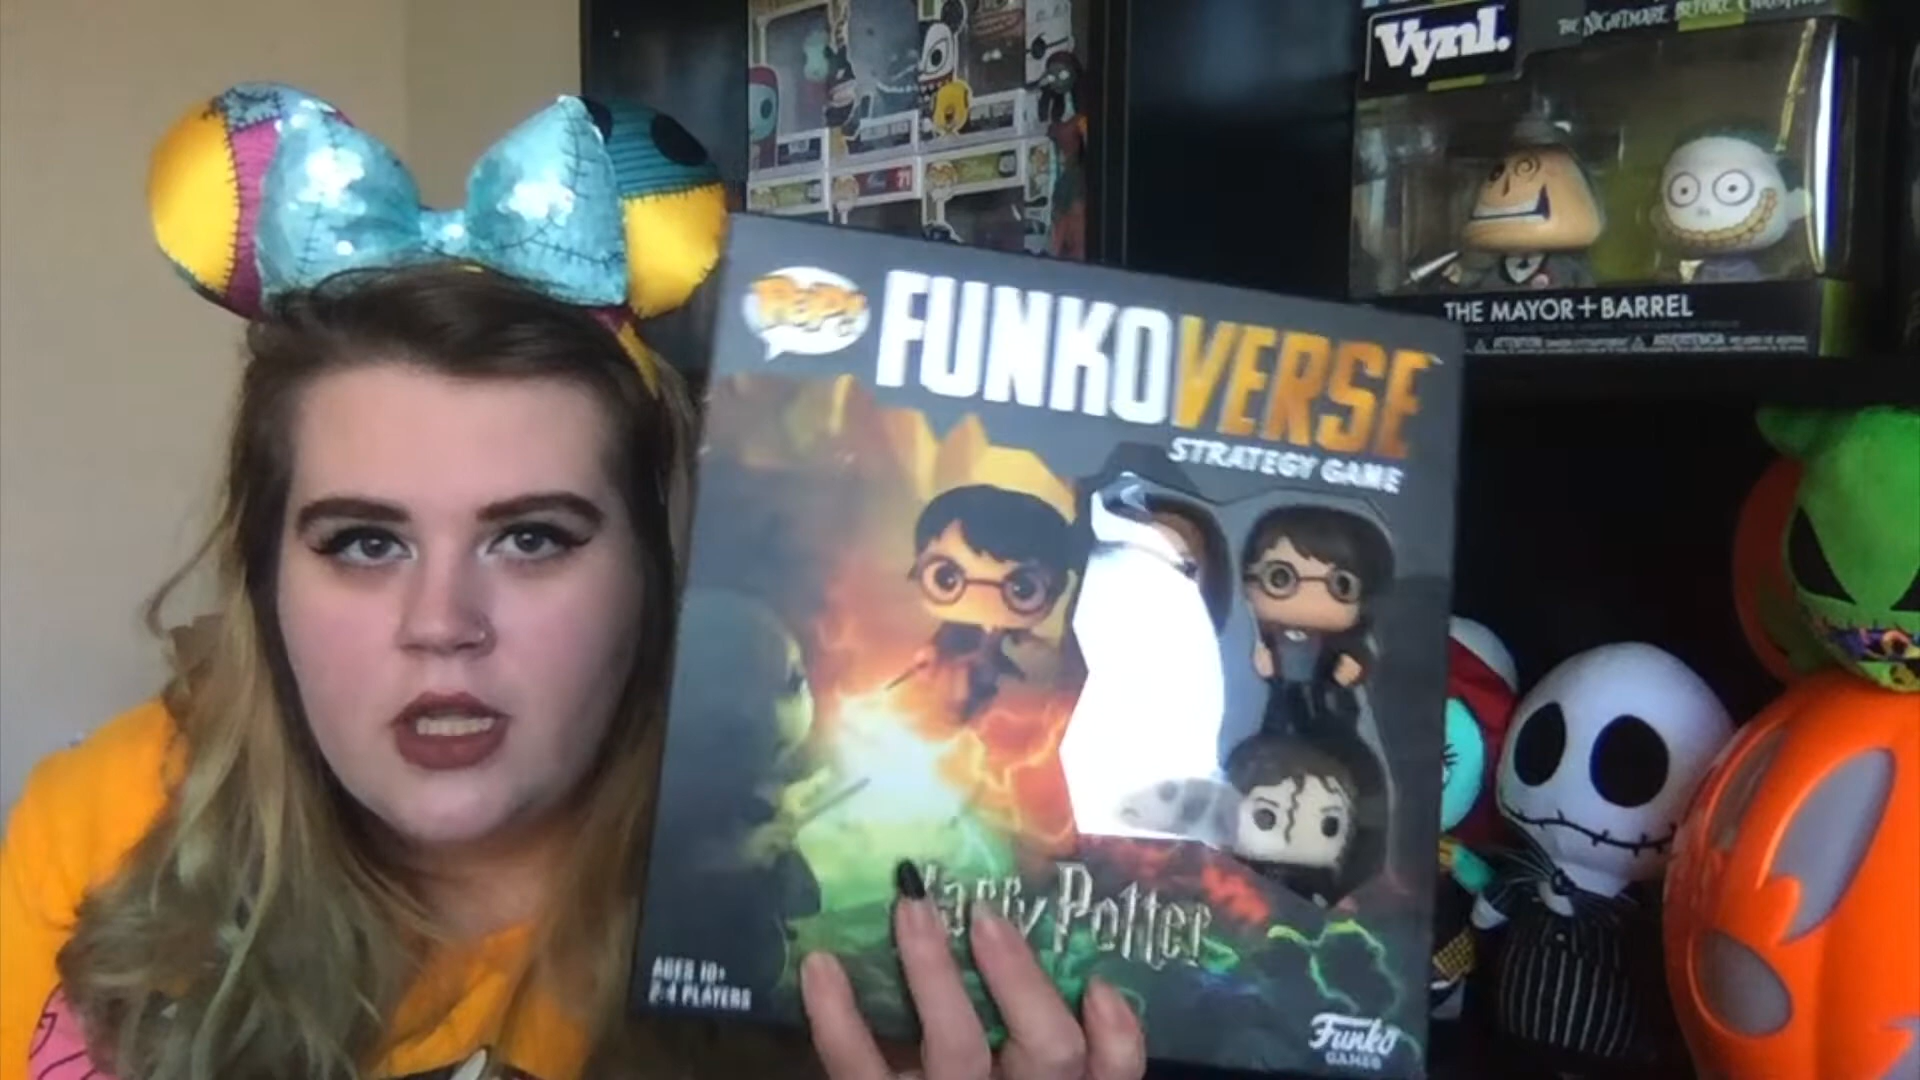 Vynl.
THE NIGHTMARE BEFORE CHRISTMAS
THE MAYOR + BARREL
POP!
FUNKOVERSE
STRATEGY GAME
Harry Potter
AGES 10+
2-4 PLAYERS
Funko
GAMES